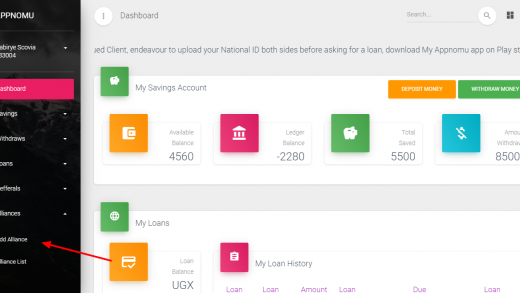 APPNOMU
Dashboard
Search...
abirye Scovia
83004
ued Client, endeavour to upload your National ID both sides before asking for a loan, download My Appnomu app on Play st
ashboard
My Savings Account
DEPOSIT MONEY
WITHDRAW MONEY
avings
ithdraws
oans
efferals
lliances
dd Alliance
lliance List
Available
Balance
4560
Ledger
Balance
-2280
Total
Saved
5500
Amou
Withdraw
8500
My Loans
Loan
Balance
UGX
My Loan History
Loan
Loan
Amount
Loan
Due
Loan